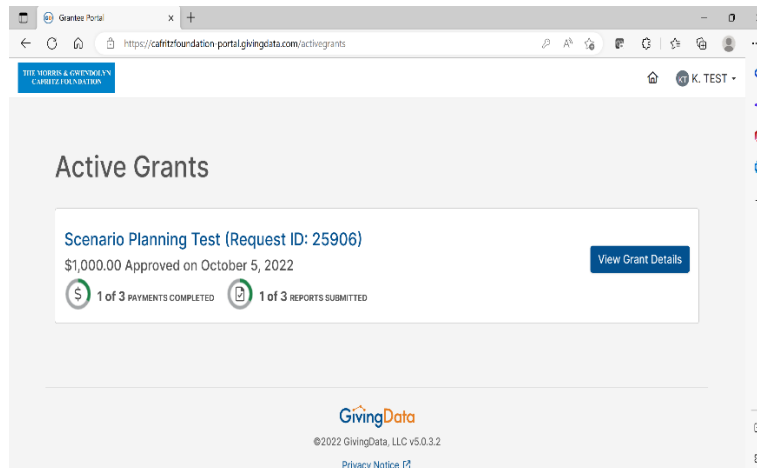 Grantee Portal
https://cafritzfoundation-portal.givingdata.com/activegrants
THE MORRIS & GWENDOLYN
CAFRITZ FOUNDATION
KT K. TEST
Active Grants
Scenario Planning Test (Request ID: 25906)
$1,000.00 Approved on October 5, 2022
View Grant Details
$ 1 of 3 PAYMENTS COMPLETED 1 of 3 REPORTS SUBMITTED
GivingData
©2022 GivingData, LLC v5.0.3.2
Privacy Notice